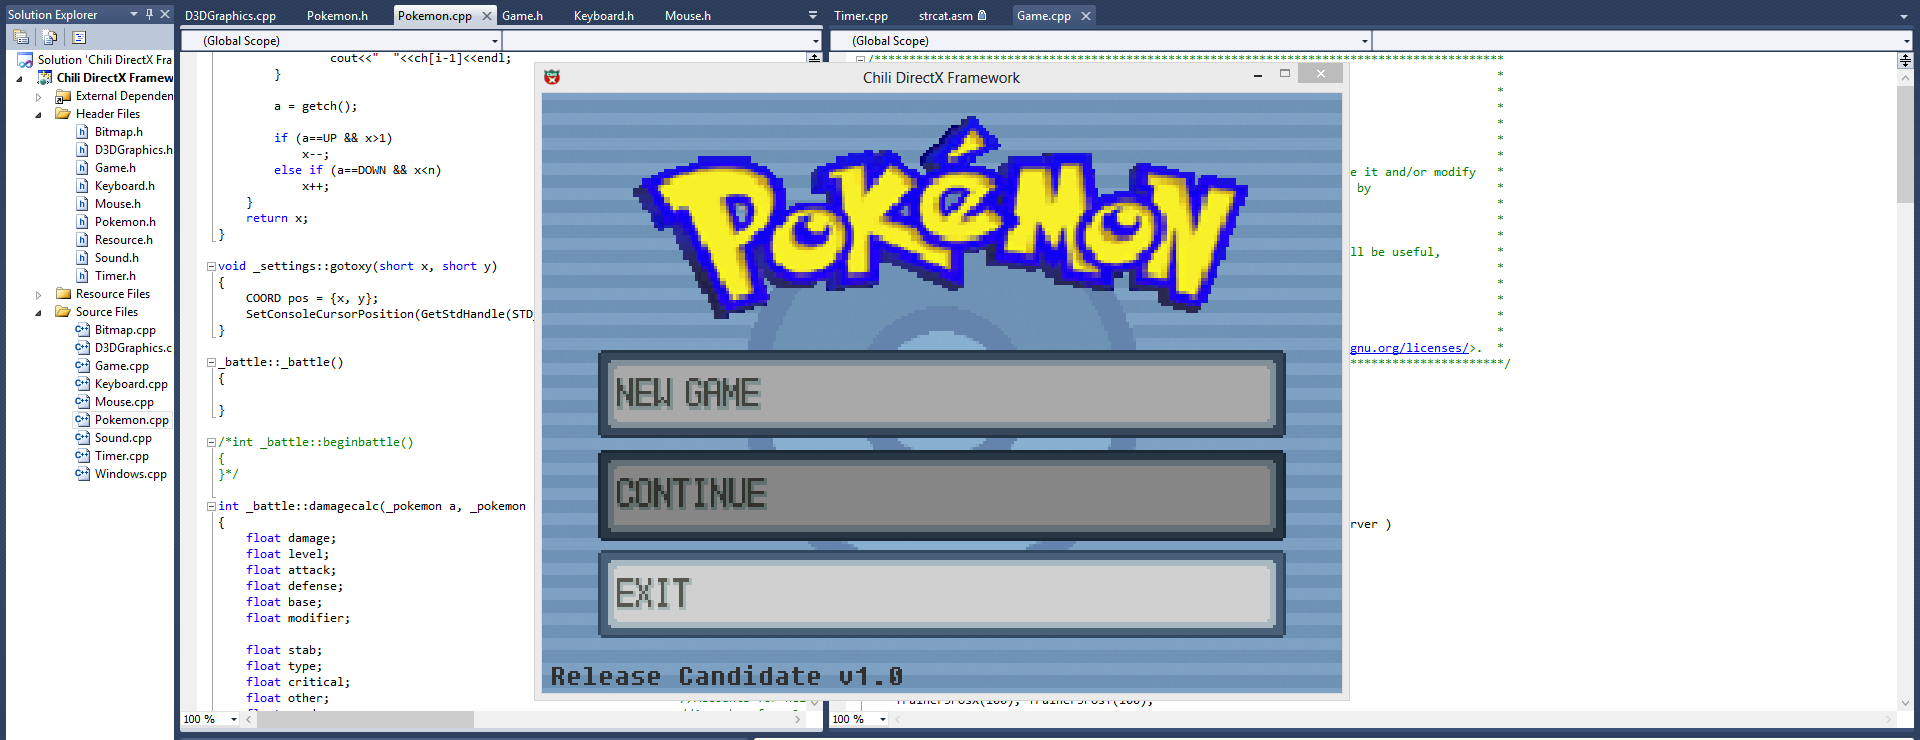 Solution Explorer
Solution 'Chili DirectX Fra
Chili DirectX Framew
External Dependen
Header Files
Bitmap.h
D3DGraphics.h
Game.h
Keyboard.h
Mouse.h
Pokemon.h
Resource.h
Sound.h
Timer.h
Resource Files
Source Files
Bitmap.cpp
D3DGraphics.c
Game.cpp
Keyboard.cpp
Mouse.cpp
Pokemon.cpp
Sound.cpp
Timer.cpp
Windows.cpp
D3DGraphics.cpp Pokemon.h Pokemon.cpp Game.h Keyboard.h Mouse.h
(Global Scope)
cout<<"  "<<ch[i-1]<<endl;
}
a = getch();
if (a==UP && x>1)
x--;
else if (a==DOWN && x<n)
x++;
}
return x;
}
void _settings::gotoxy(short x, short y)
{
COORD pos = {x, y};
SetConsoleCursorPosition(GetStdHandle(STD_
}
_battle::_battle()
{
}
/*int _battle::beginbattle()
{
}*/
int _battle::damagecalc(_pokemon a, _pokemon
{
float damage;
float level;
float attack;
float defense;
float base;
float modifier;
float stab;
float type;
float critical;
float other;
100 %
Chili DirectX Framework
POKéMON
NEW GAME
CONTINUE
EXIT
Release Candidate v1.0
Timer.cpp strcat.asm Game.cpp
(Global Scope)
/******************************************************************************************
*
*
*
*
*
*
e it and/or modify *
by *
*
*
*
ll be useful, *
*
*
*
*
*
gnu.org/licenses/>. *
**********************/
rver )
TrainerSPosX(100), TrainerSPosY(100),
100 %